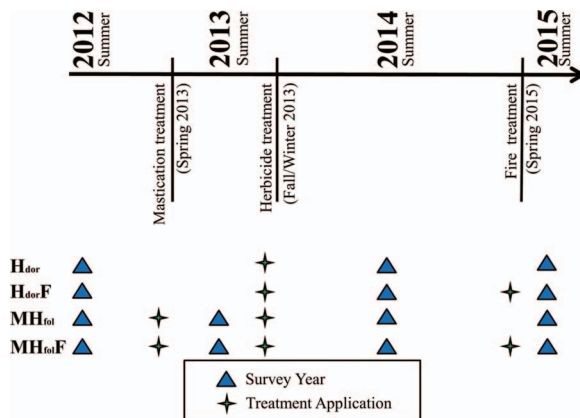 2012
Summer
2013
Summer
2014
Summer
2015
Summer
Mastication treatment
(Spring 2013)
Herbicide treatment
(Fall/Winter 2013)
Fire treatment
(Spring 2015)
Hdor
HdorF
MHfol
MHfolF
Survey Year
Treatment Application